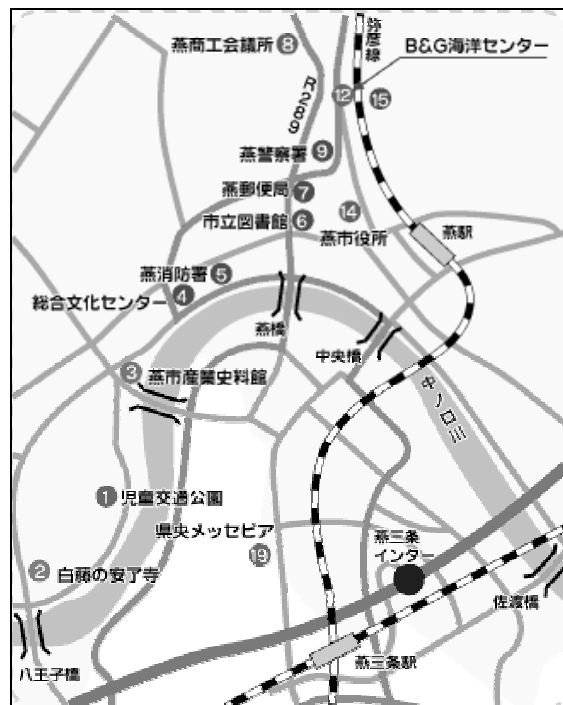 燕商工会議所 8
弥彦線
B&G海洋センター
R289
12
15
燕警察署 9
燕郵便局 7
市立図書館 6
14
燕市役所
燕駅
燕消防署 5
総合文化センター 4
燕橋
中央橋
3 燕市産業史料館
中ノ口川
1 児童交通公園
県央メッセピア
19
燕三条
インター
2 白藤の安了寺
佐渡橋
八王子橋
燕三条駅